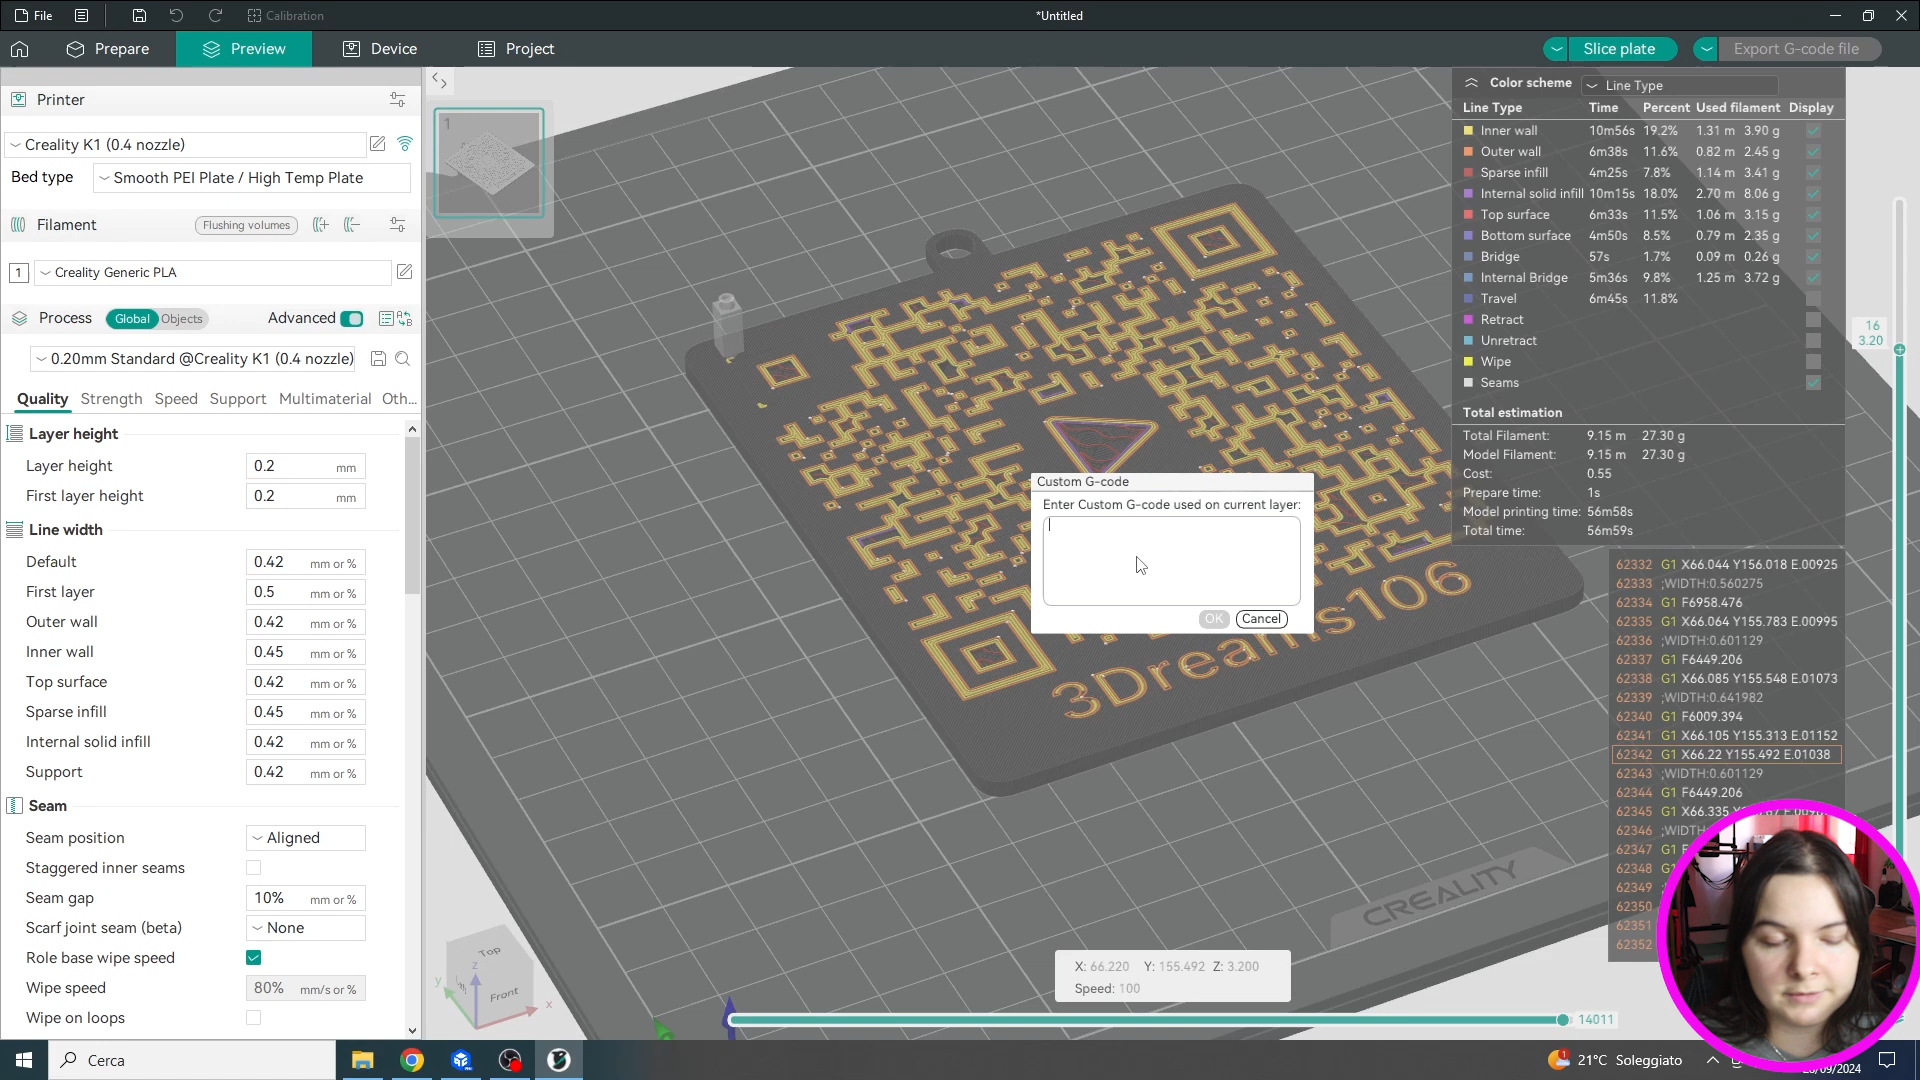 File
Calibration
*Untitled
Prepare
Preview
Device
Project
Slice plate
Export G-code file
Printer
Creality K1 (0.4 nozzle)
Bed type
Smooth PEI Plate / High Temp Plate
Filament
Flushing volumes
1
Creality Generic PLA
Process
Global
Objects
Advanced
0.20mm Standard @Creality K1 (0.4 nozzle)
Quality
Strength
Speed
Support
Multimaterial
Oth...
Layer height
Layer height 0.2 mm
First layer height 0.2 mm
Line width
Default 0.42 mm or %
First layer 0.5 mm or %
Outer wall 0.42 mm or %
Inner wall 0.45 mm or %
Top surface 0.42 mm or %
Sparse infill 0.45 mm or %
Internal solid infill 0.42 mm or %
Support 0.42 mm or %
Seam
Seam position Aligned
Staggered inner seams
Seam gap 10% mm or %
Scarf joint seam (beta) None
Role base wipe speed
Wipe speed 80% mm/s or %
Wipe on loops
1
3Dreams106
CREALITY
Custom G-code
Enter Custom G-code used on current layer:
OK
Cancel
Color scheme
Line Type
Line Type Time Percent Used filament Display
Inner wall 10m56s 19.2% 1.31 m 3.90 g
Outer wall 6m38s 11.6% 0.82 m 2.45 g
Sparse infill 4m25s 7.8% 1.14 m 3.41 g
Internal solid infill 10m15s 18.0% 2.70 m 8.06 g
Top surface 6m33s 11.5% 1.06 m 3.15 g
Bottom surface 4m50s 8.5% 0.79 m 2.35 g
Bridge 57s 1.7% 0.09 m 0.26 g
Internal Bridge 5m36s 9.8% 1.25 m 3.72 g
Travel 6m45s 11.8%
Retract
Unretract
Wipe
Seams
Total estimation
Total Filament: 9.15 m 27.30 g
Model Filament: 9.15 m 27.30 g
Cost: 0.55
Prepare time: 1s
Model printing time: 56m58s
Total time: 56m59s
16
3.20
62332 G1 X66.044 Y156.018 E.00925
62333 ;WIDTH:0.560275
62334 G1 F6958.476
62335 G1 X66.064 Y155.783 E.00995
62336 ;WIDTH:0.601129
62337 G1 F6449.206
62338 G1 X66.085 Y155.548 E.01073
62339 ;WIDTH:0.641982
62340 G1 F6009.394
62341 G1 X66.105 Y155.313 E.01152
62342 G1 X66.22 Y155.492 E.01038
62343 ;WIDTH:0.601129
62344 G1 F6449.206
62345 G1 X66.335
62346 ;WIDTH
62347 G1
62348 G1
62349
62350
62351
62352
X: 66.220 Y: 155.492 Z: 3.200
Speed: 100
14011
Top
Front
x
y
z
Cerca
21°C Soleggiato